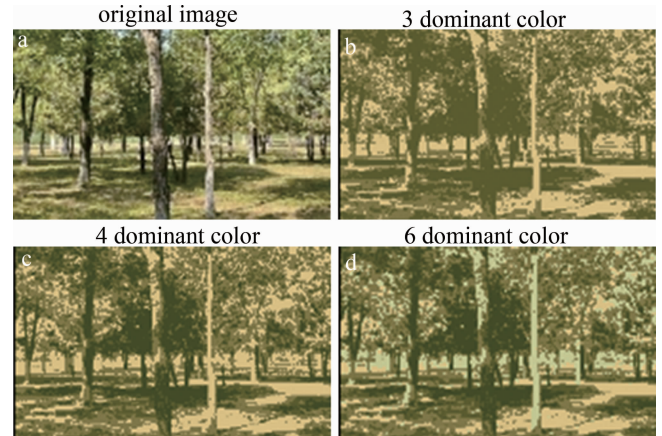 original image
3 dominant color
a
b
4 dominant color
6 dominant color
c
d